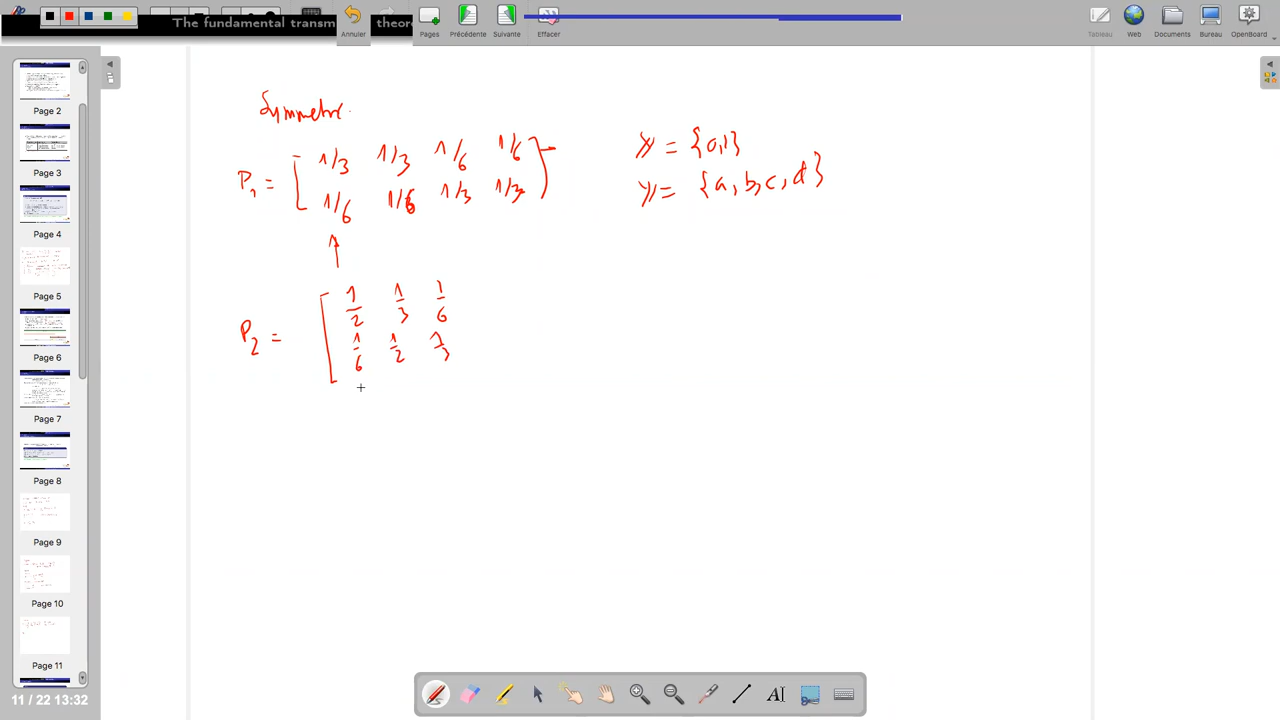 The fundamental transm
theor
Annuler
Pages
Précédente
Suivante
Effacer
Tableau
Web
Documents
Bureau
OpenBoard
Page 2
Page 3
Page 4
Page 5
Page 6
Page 7
Page 8
Page 9
Page 10
Page 11
11 / 22 13:32
Symmetric.
P1 = [ 1/3 1/3 1/6 1/6 ]
1/6 1/6 1/3 1/3
X = {0,1}
Y = {a, b, c, d}
P2 = [ 1/2 1/3 1/6
1/6 1/2 1/3